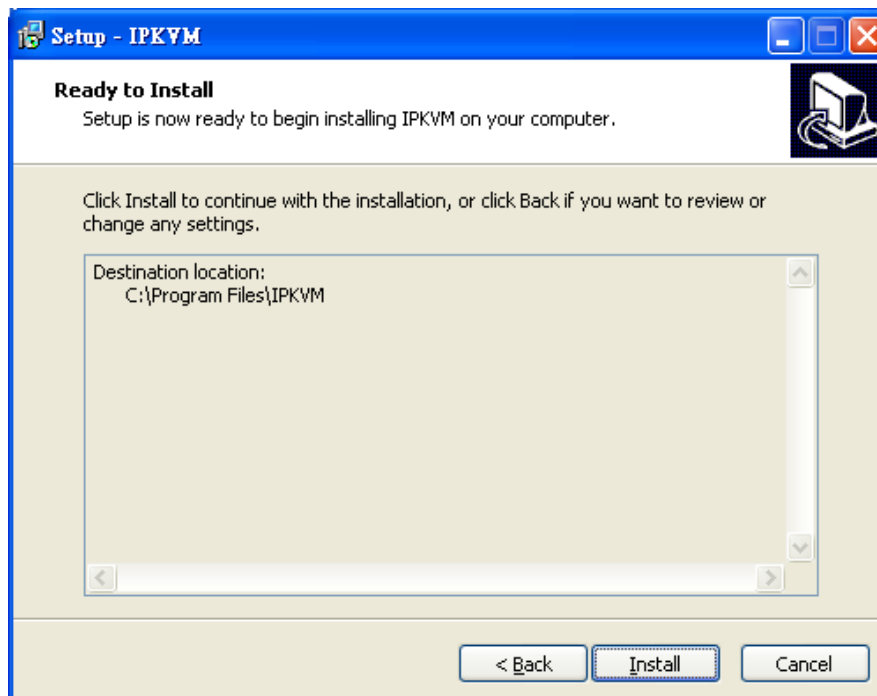 Setup - IPKVM
Ready to Install
Setup is now ready to begin installing IPKVM on your computer.
Click Install to continue with the installation, or click Back if you want to review or
change any settings.
Destination location:
C:\Program Files\IPKVM
< Back
Install
Cancel